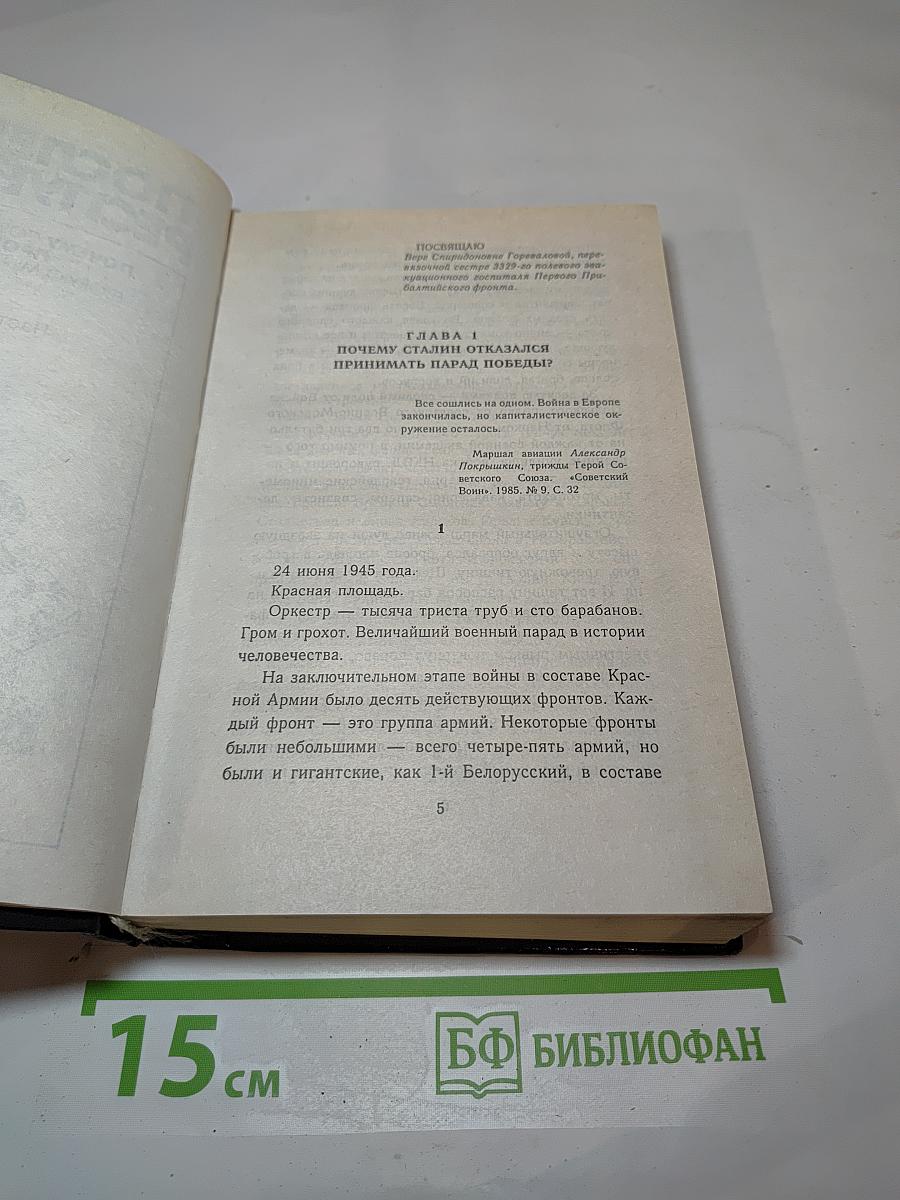 ПОСВЯЩАЮ
Вере Спиридоновне Горевaловой, пере-
вязочной сестре 3329-го полевого эва-
куационного госпиталя Первого При-
балтийского фронта.
ГЛАВА 1
ПОЧЕМУ СТАЛИН ОТКАЗАЛСЯ
ПРИНИМАТЬ ПАРАД ПОБЕДЫ?
Все сошлись на одном. Война в Европе
закончилась, но капиталистическое ок-
ружение осталось.
Маршал авиации Александр
Покрышкин, трижды Герой Со-
ветского Союза. «Советский
Воин». 1985. № 9, С. 32
1
24 июня 1945 года.
Красная площадь.
Оркестр — тысяча триста труб и сто барабанов.
Гром и грохот. Величайший военный парад в истории
человечества.
На заключительном этапе войны в составе Крас-
ной Армии было десять действующих фронтов. Каж-
дый фронт — это группа армий. Некоторые фронты
были небольшими — всего четыре-пять армий, но
были и гигантские, как 1-й Белорусский, в составе
5
15 см
БФ БИБЛИОФАН